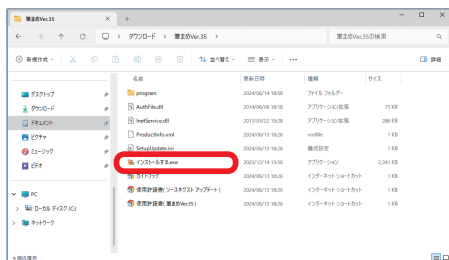 筆まめVer.35
ダウンロード > 筆まめVer.35 >
筆まめVer.35の検索
新規作成
並べ替え
表示
詳細
名前 更新日時 種類 サイズ
program 2024/06/14 18:58 ファイル フォルダー
デスクトップ
AuthFile.dll 2014/06/09 18:18 アプリケーション拡張 75 KB
ダウンロード
InetService.dll 2011/03/22 19:28 アプリケーション拡張 286 KB
ドキュメント
ProductInfo.xml 2024/06/13 18:26 xmlfile 1 KB
ピクチャ
SetupUpdate.ini 2024/06/13 18:26 構成設定 1 KB
ミュージック
インストールする.exe 2023/12/14 13:56 アプリケーション 2,241 KB
ビデオ
ガイドブック 2024/06/13 18:26 インターネット ショートカット 1 KB
使用許諾書( ソースネクスト アップデート ) 2024/06/13 18:26 インターネット ショートカット 1 KB
PC
使用許諾書( 筆まめVer.35 ) 2024/06/13 18:26 インターネット ショートカット 1 KB
ローカル ディスク (C:)
ネットワーク
9 個の項目